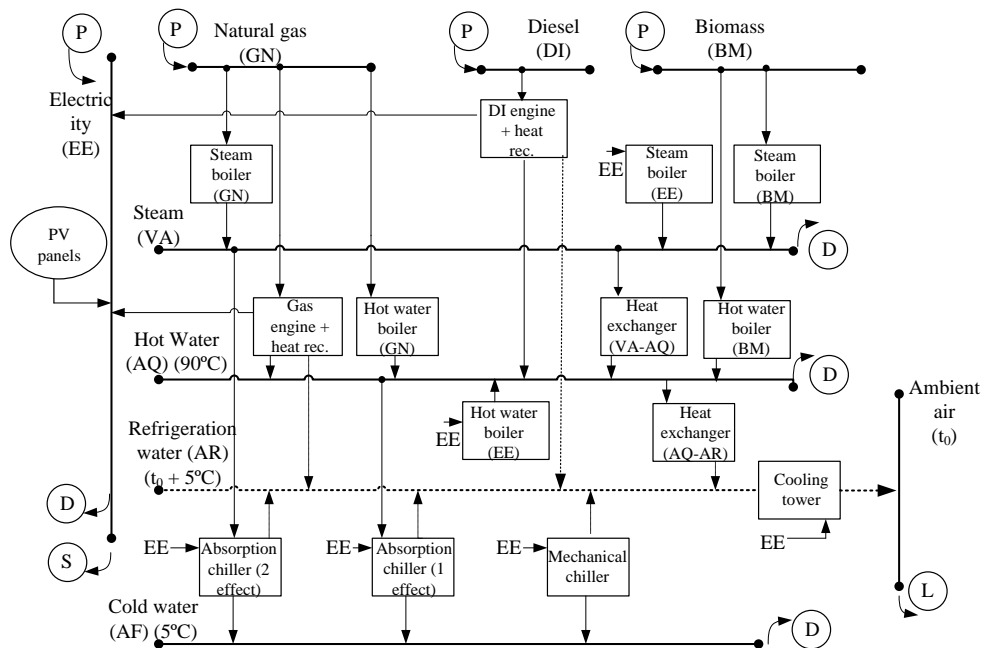 P
Natural gas
(GN)
P
Diesel
(DI)
P
Biomass
(BM)
Electric
ity
(EE)
DI engine
+ heat
rec.
Steam
boiler
(GN)
EE
Steam
boiler
(EE)
Steam
boiler
(BM)
Steam
(VA)
D
PV
panels
Gas
engine +
heat rec.
Hot water
boiler
(GN)
Heat
exchanger
(VA-AQ)
Hot water
boiler
(BM)
Hot Water
(AQ) (90ºC)
D
Ambient
air
(t0)
EE
Hot water
boiler
(EE)
Heat
exchanger
(AQ-AR)
Refrigeration
water (AR)
(t0 + 5ºC)
Cooling
tower
EE
D
S
EE
Absorption
chiller (2
effect)
EE
Absorption
chiller (1
effect)
EE
Mechanical
chiller
L
Cold water
(AF) (5ºC)
D